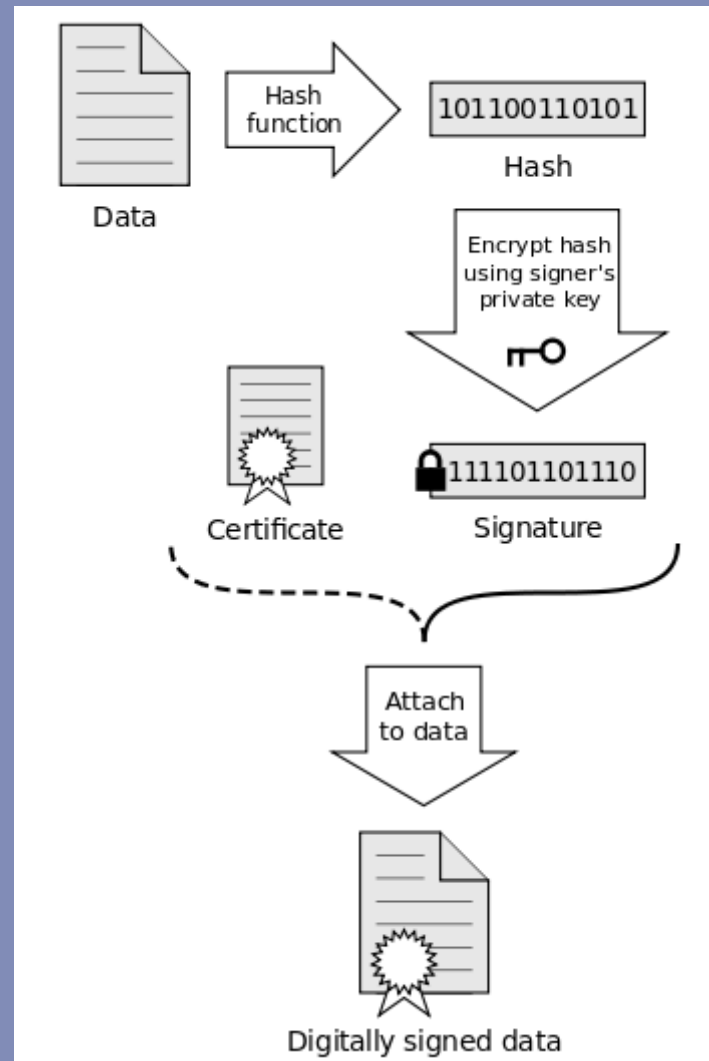 Hash
function
101100110101
Hash
Data
Encrypt hash
using signer's
private key
111101101110
Certificate
Signature
Attach
to data
Digitally signed data